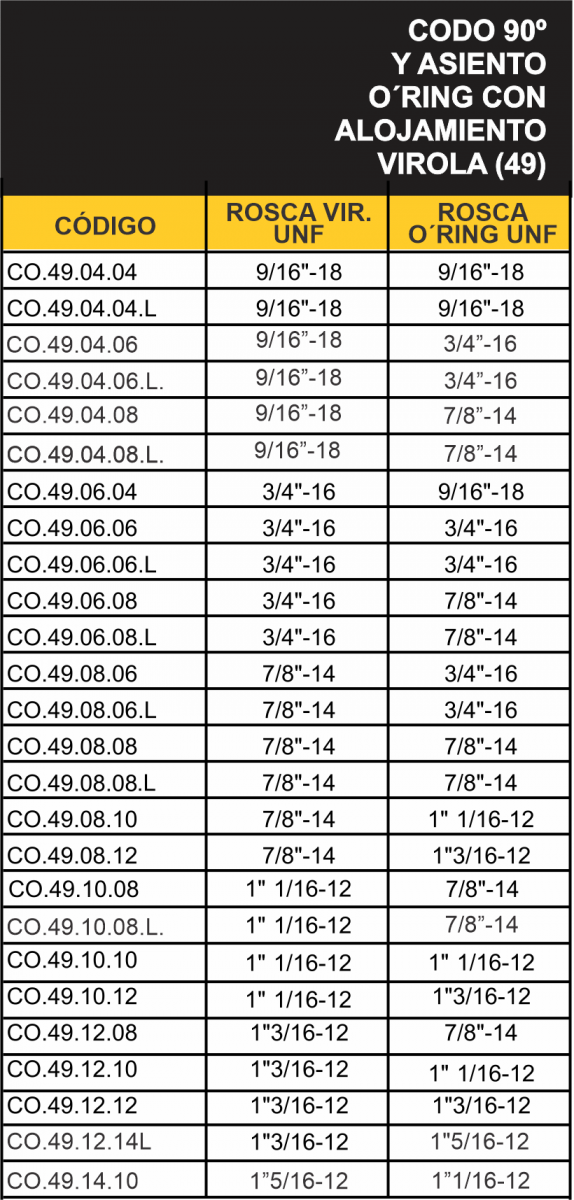 CODO 90º
Y ASIENTO
O´RING CON
ALOJAMIENTO
VIROLA (49)
CÓDIGO ROSCA VIR. UNF ROSCA O´RING UNF
CO.49.04.04 9/16"-18 9/16"-18
CO.49.04.04.L 9/16"-18 9/16"-18
CO.49.04.06 9/16”-18 3/4”-16
CO.49.04.06.L. 9/16”-18 3/4”-16
CO.49.04.08 9/16”-18 7/8”-14
CO.49.04.08.L. 9/16”-18 7/8”-14
CO.49.06.04 3/4"-16 9/16"-18
CO.49.06.06 3/4"-16 3/4"-16
CO.49.06.06.L 3/4"-16 3/4"-16
CO.49.06.08 3/4"-16 7/8"-14
CO.49.06.08.L 3/4"-16 7/8"-14
CO.49.08.06 7/8"-14 3/4"-16
CO.49.08.06.L 7/8"-14 3/4"-16
CO.49.08.08 7/8"-14 7/8"-14
CO.49.08.08.L 7/8"-14 7/8"-14
CO.49.08.10 7/8"-14 1" 1/16-12
CO.49.08.12 7/8"-14 1"3/16-12
CO.49.10.08 1" 1/16-12 7/8"-14
CO.49.10.08.L. 1" 1/16-12 7/8”-14
CO.49.10.10 1" 1/16-12 1" 1/16-12
CO.49.10.12 1" 1/16-12 1"3/16-12
CO.49.12.08 1"3/16-12 7/8"-14
CO.49.12.10 1"3/16-12 1" 1/16-12
CO.49.12.12 1"3/16-12 1"3/16-12
CO.49.12.14L 1"3/16-12 1"5/16-12
CO.49.14.10 1”5/16-12 1”1/16-12